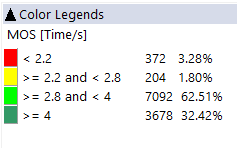 Color Legends
MOS [Time/s]
< 2.2 372 3.28%
>= 2.2 and < 2.8 204 1.80%
>= 2.8 and < 4 7092 62.51%
>= 4 3678 32.42%